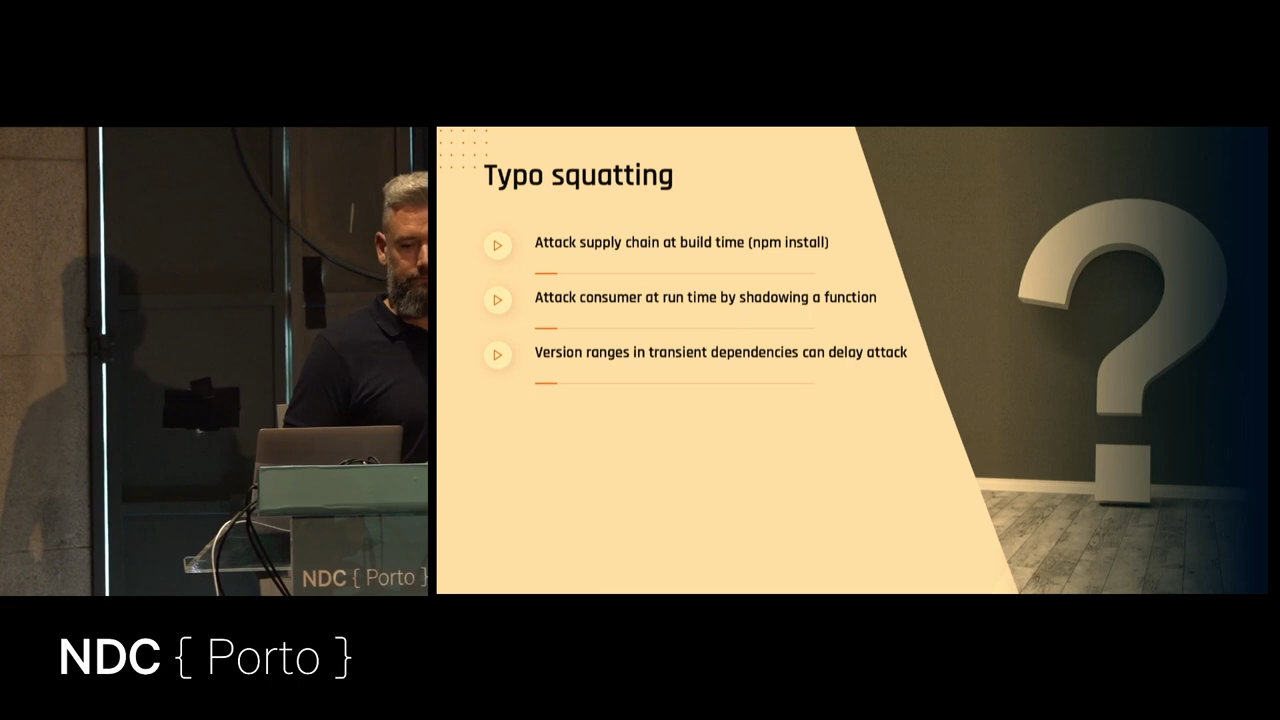 Typo squatting
Attack supply chain at build time (npm install)
Attack consumer at run time by shadowing a function
Version ranges in transient dependencies can delay attack
NDC { Porto }
NDC { Porto }